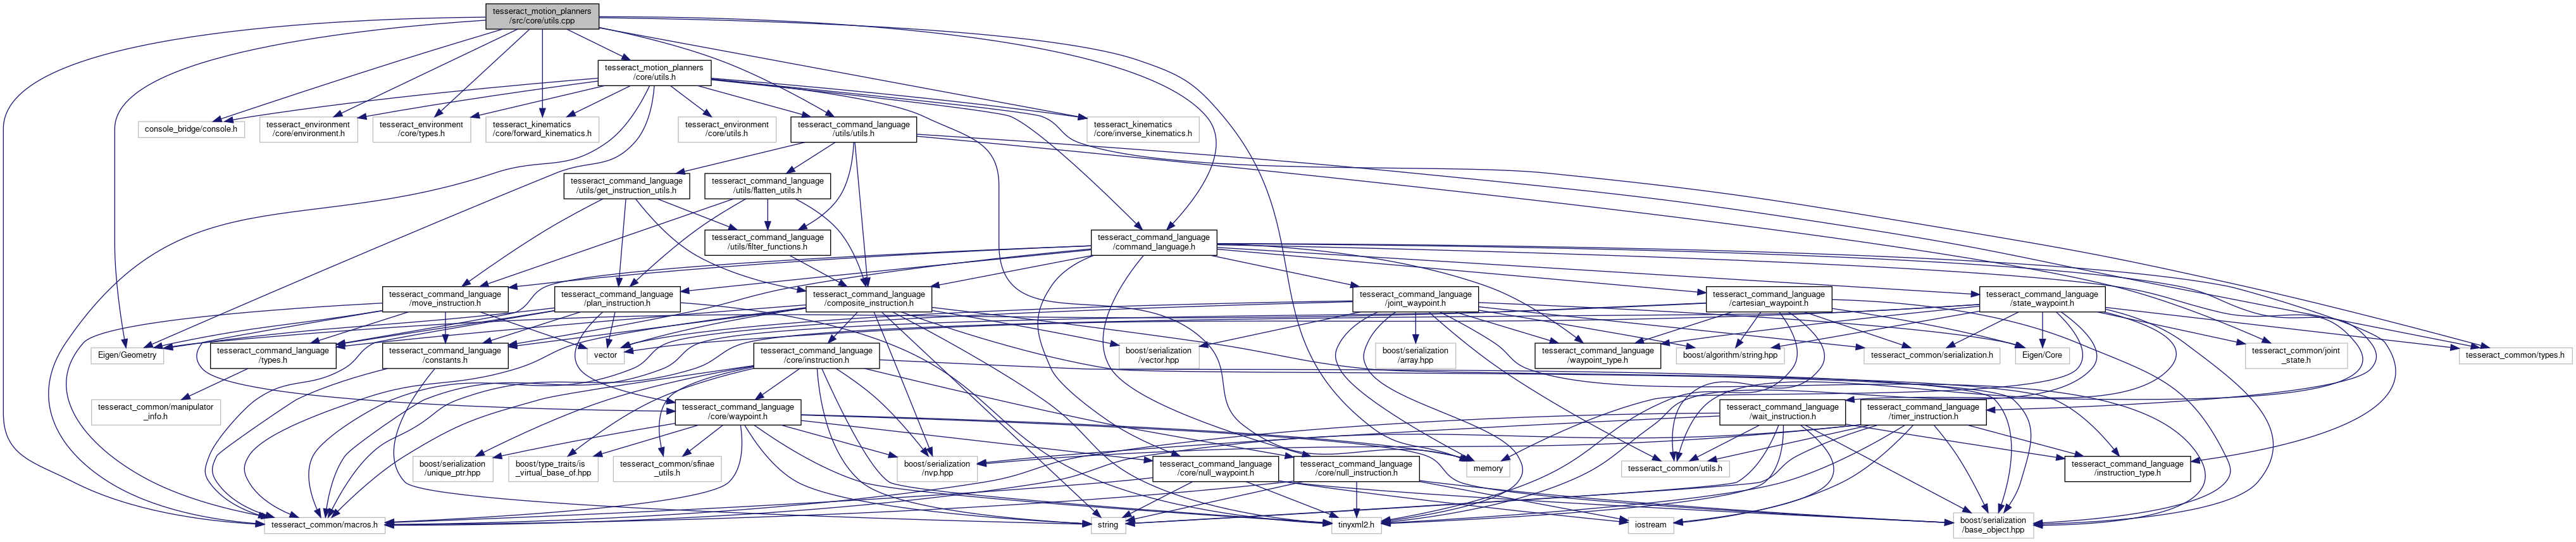 tesseract_motion_planners
/src/core/utils.cpp
tesseract_motion_planners
/core/utils.h
console_bridge/console.h
tesseract_environment
/core/environment.h
tesseract_environment
/core/types.h
tesseract_kinematics
/core/forward_kinematics.h
tesseract_environment
/core/utils.h
tesseract_command_language
/utils/utils.h
tesseract_kinematics
/core/inverse_kinematics.h
tesseract_command_language
/utils/get_instruction_utils.h
tesseract_command_language
/utils/flatten_utils.h
tesseract_command_language
/utils/filter_functions.h
tesseract_command_language
/command_language.h
tesseract_command_language
/move_instruction.h
tesseract_command_language
/plan_instruction.h
tesseract_command_language
/composite_instruction.h
tesseract_command_language
/joint_waypoint.h
tesseract_command_language
/cartesian_waypoint.h
tesseract_command_language
/state_waypoint.h
Eigen/Geometry
tesseract_command_language
/types.h
tesseract_command_language
/constants.h
vector
tesseract_command_language
/core/instruction.h
boost/serialization
/vector.hpp
boost/serialization
/array.hpp
tesseract_command_language
/waypoint_type.h
boost/algorithm/string.hpp
tesseract_common/serialization.h
Eigen/Core
tesseract_common/joint
_state.h
tesseract_common/types.h
tesseract_common/manipulator
_info.h
tesseract_command_language
/core/waypoint.h
tesseract_command_language
/wait_instruction.h
tesseract_command_language
/timer_instruction.h
boost/serialization
/unique_ptr.hpp
boost/type_traits/is
_virtual_base_of.hpp
tesseract_common/sfinae
_utils.h
boost/serialization
/nvp.hpp
tesseract_command_language
/core/null_waypoint.h
tesseract_command_language
/core/null_instruction.h
memory
tesseract_common/utils.h
tesseract_command_language
/instruction_type.h
tesseract_common/macros.h
string
tinyxml2.h
iostream
boost/serialization
/base_object.hpp